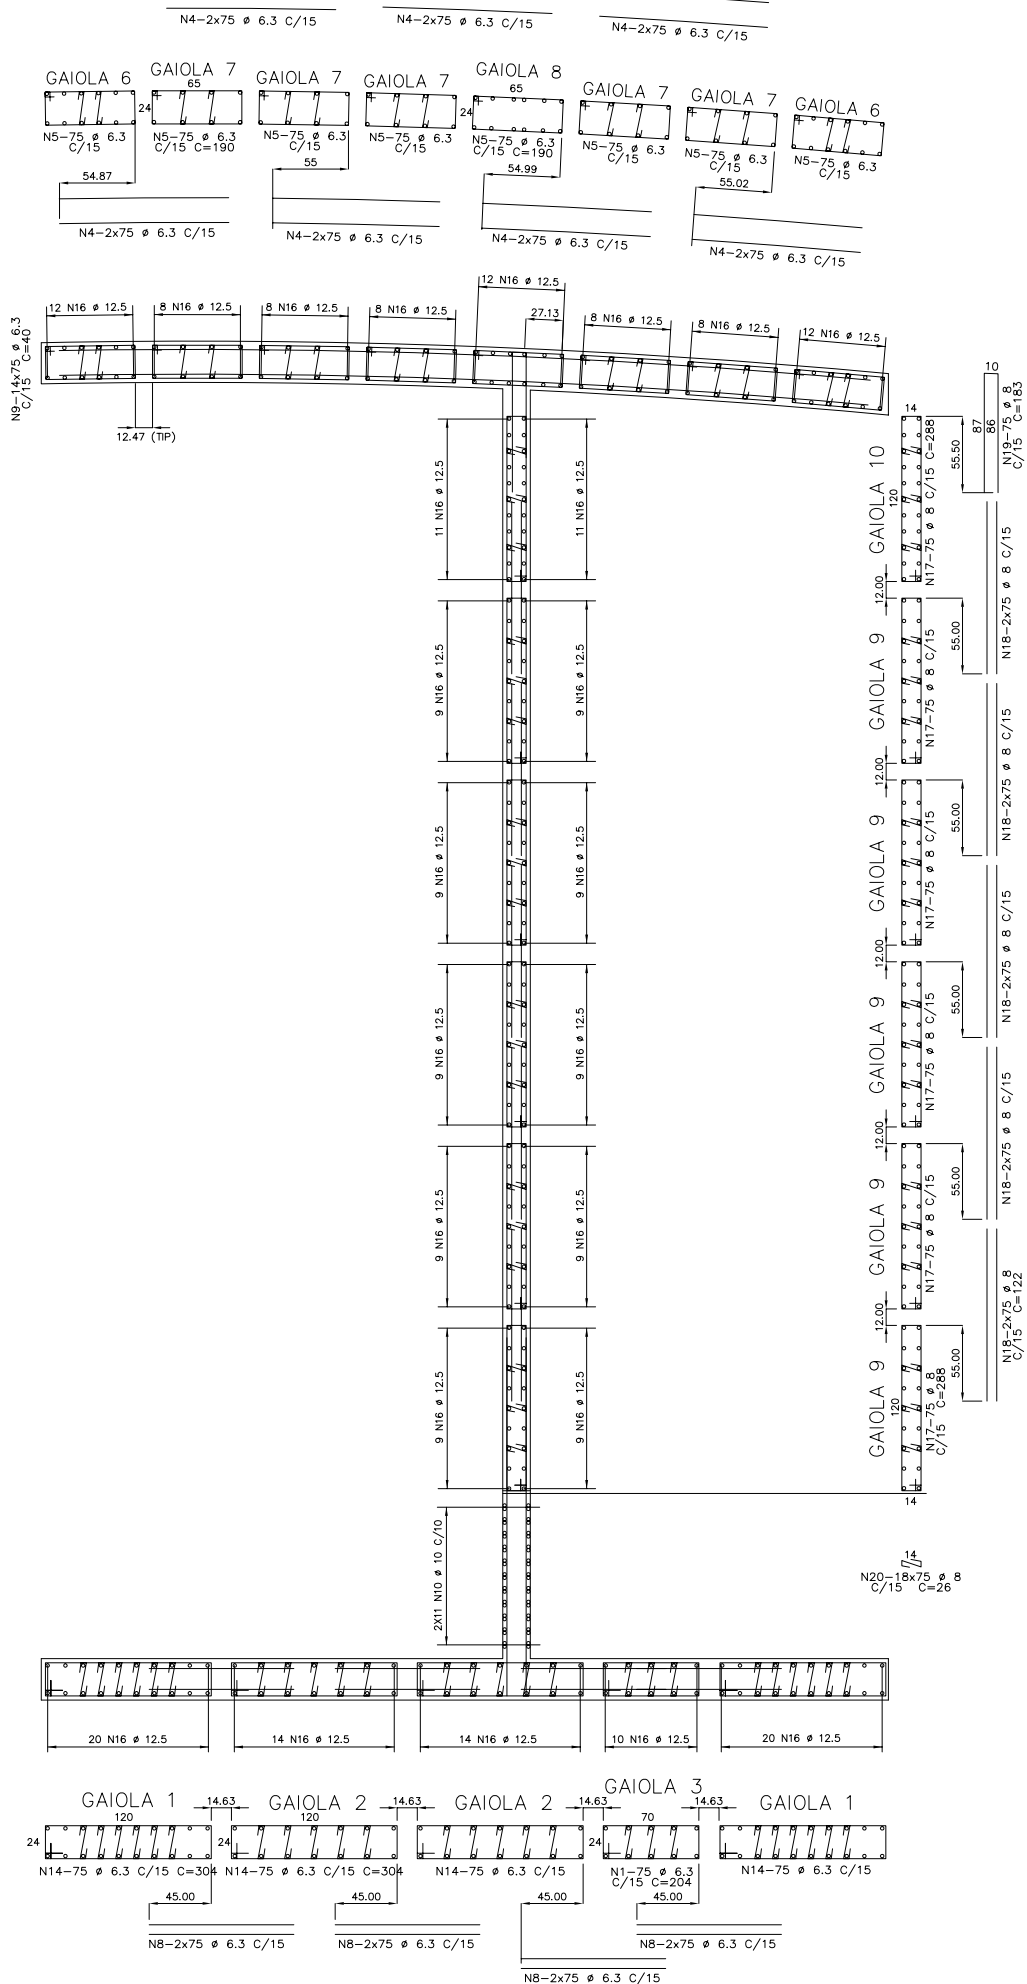 N4-2x75 ø 6.3 C/15
N4-2x75 ø 6.3 C/15
N4-2x75 ø 6.3 C/15
GAIOLA 6
GAIOLA 7
GAIOLA 7
GAIOLA 7
GAIOLA 8
GAIOLA 7
GAIOLA 7
GAIOLA 6
65
24
65
24
N5-75 ø 6.3
C/15
N5-75 ø 6.3
C/15 C=190
N5-75 ø 6.3
C/15
N5-75 ø 6.3
C/15
N5-75 ø 6.3
C/15 C=190
N5-75 ø 6.3
C/15
N5-75 ø 6.3
C/15
N5-75 ø 6.3
C/15
54.87
55
54.99
55.02
N4-2x75 ø 6.3 C/15
N4-2x75 ø 6.3 C/15
N4-2x75 ø 6.3 C/15
N4-2x75 ø 6.3 C/15
12 N16 ø 12.5
8 N16 ø 12.5
8 N16 ø 12.5
8 N16 ø 12.5
12 N16 ø 12.5
27.13
8 N16 ø 12.5
8 N16 ø 12.5
12 N16 ø 12.5
N9-14x75 ø 6.3
C/15 C=40
12.47 (TIP)
10
87
86
N19-75 ø 8
C/15 C=183
14
11 N16 ø 12.5
11 N16 ø 12.5
GAIOLA 10
120
N17-75 ø 8 C/15 C=288
55.50
12.00
N18-2x75 ø 8 C/15
9 N16 ø 12.5
9 N16 ø 12.5
GAIOLA 9
N17-75 ø 8 C/15
55.00
12.00
N18-2x75 ø 8 C/15
9 N16 ø 12.5
9 N16 ø 12.5
GAIOLA 9
N17-75 ø 8 C/15
55.00
12.00
N18-2x75 ø 8 C/15
9 N16 ø 12.5
9 N16 ø 12.5
GAIOLA 9
N17-75 ø 8 C/15
55.00
12.00
N18-2x75 ø 8 C/15
9 N16 ø 12.5
9 N16 ø 12.5
GAIOLA 9
N17-75 ø 8 C/15
55.00
12.00
N18-2x75 ø 8
C/15 C=122
9 N16 ø 12.5
9 N16 ø 12.5
GAIOLA 9
120
N17-75 ø 8
C/15 C=288
55.00
14
2X11 N10 ø 10 C/10
14
N20-18x75 ø 8
C/15 C=26
20 N16 ø 12.5
14 N16 ø 12.5
14 N16 ø 12.5
10 N16 ø 12.5
20 N16 ø 12.5
GAIOLA 1
14.63
GAIOLA 2
14.63
GAIOLA 2
14.63
GAIOLA 3
14.63
GAIOLA 1
120
120
70
24
24
24
N14-75 ø 6.3 C/15 C=304
N14-75 ø 6.3 C/15 C=304
N14-75 ø 6.3 C/15
N1-75 ø 6.3
C/15 C=204
N14-75 ø 6.3 C/15
45.00
45.00
45.00
45.00
N8-2x75 ø 6.3 C/15
N8-2x75 ø 6.3 C/15
N8-2x75 ø 6.3 C/15
N8-2x75 ø 6.3 C/15